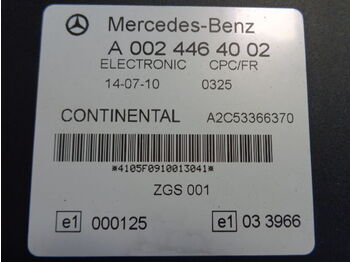 Mercedes-Benz
A 002 446 40 02
ELECTRONIC CPC/FR
14-07-10 0325
CONTINENTAL A2C53366370
*4105F0910013041*
ZGS 001
e1 000125 e1 03 3966